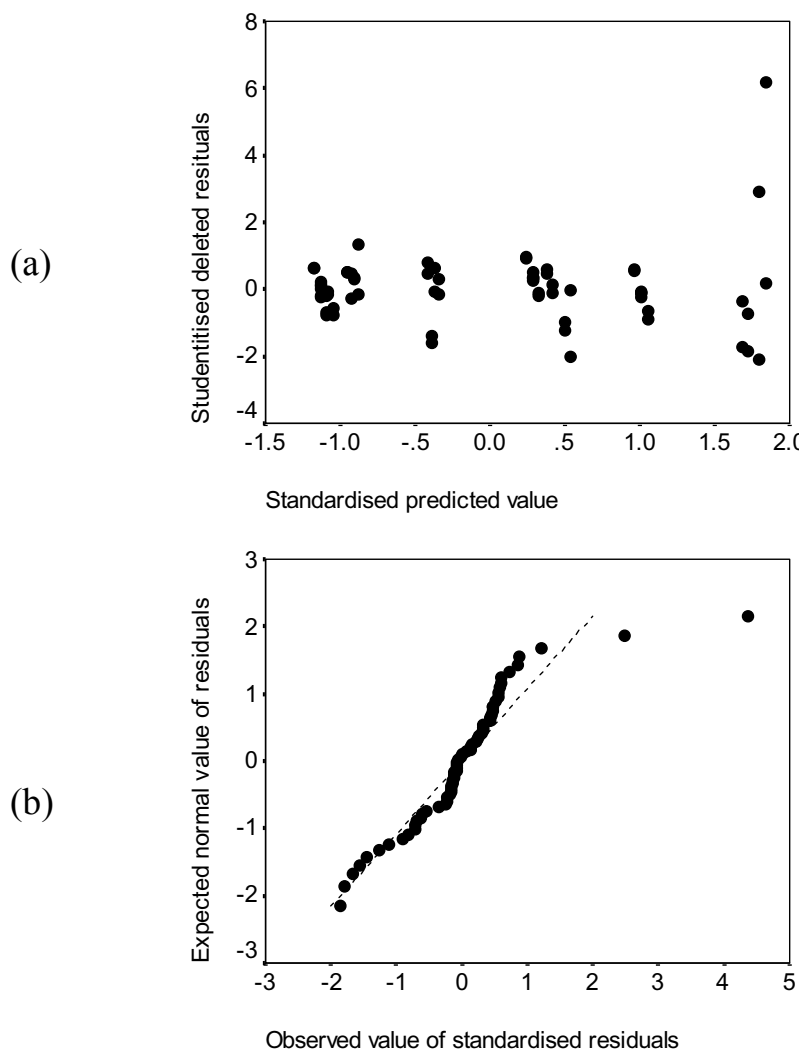 (a)
Studentitised deleted resituals
8
6
4
2
0
-2
-4
-1.5 -1.0 -.5 0.0 .5 1.0 1.5 2.0
Standardised predicted value
(b)
Expected normal value of residuals
3
2
1
0
-1
-2
-3
-3 -2 -1 0 1 2 3 4 5
Observed value of standardised residuals